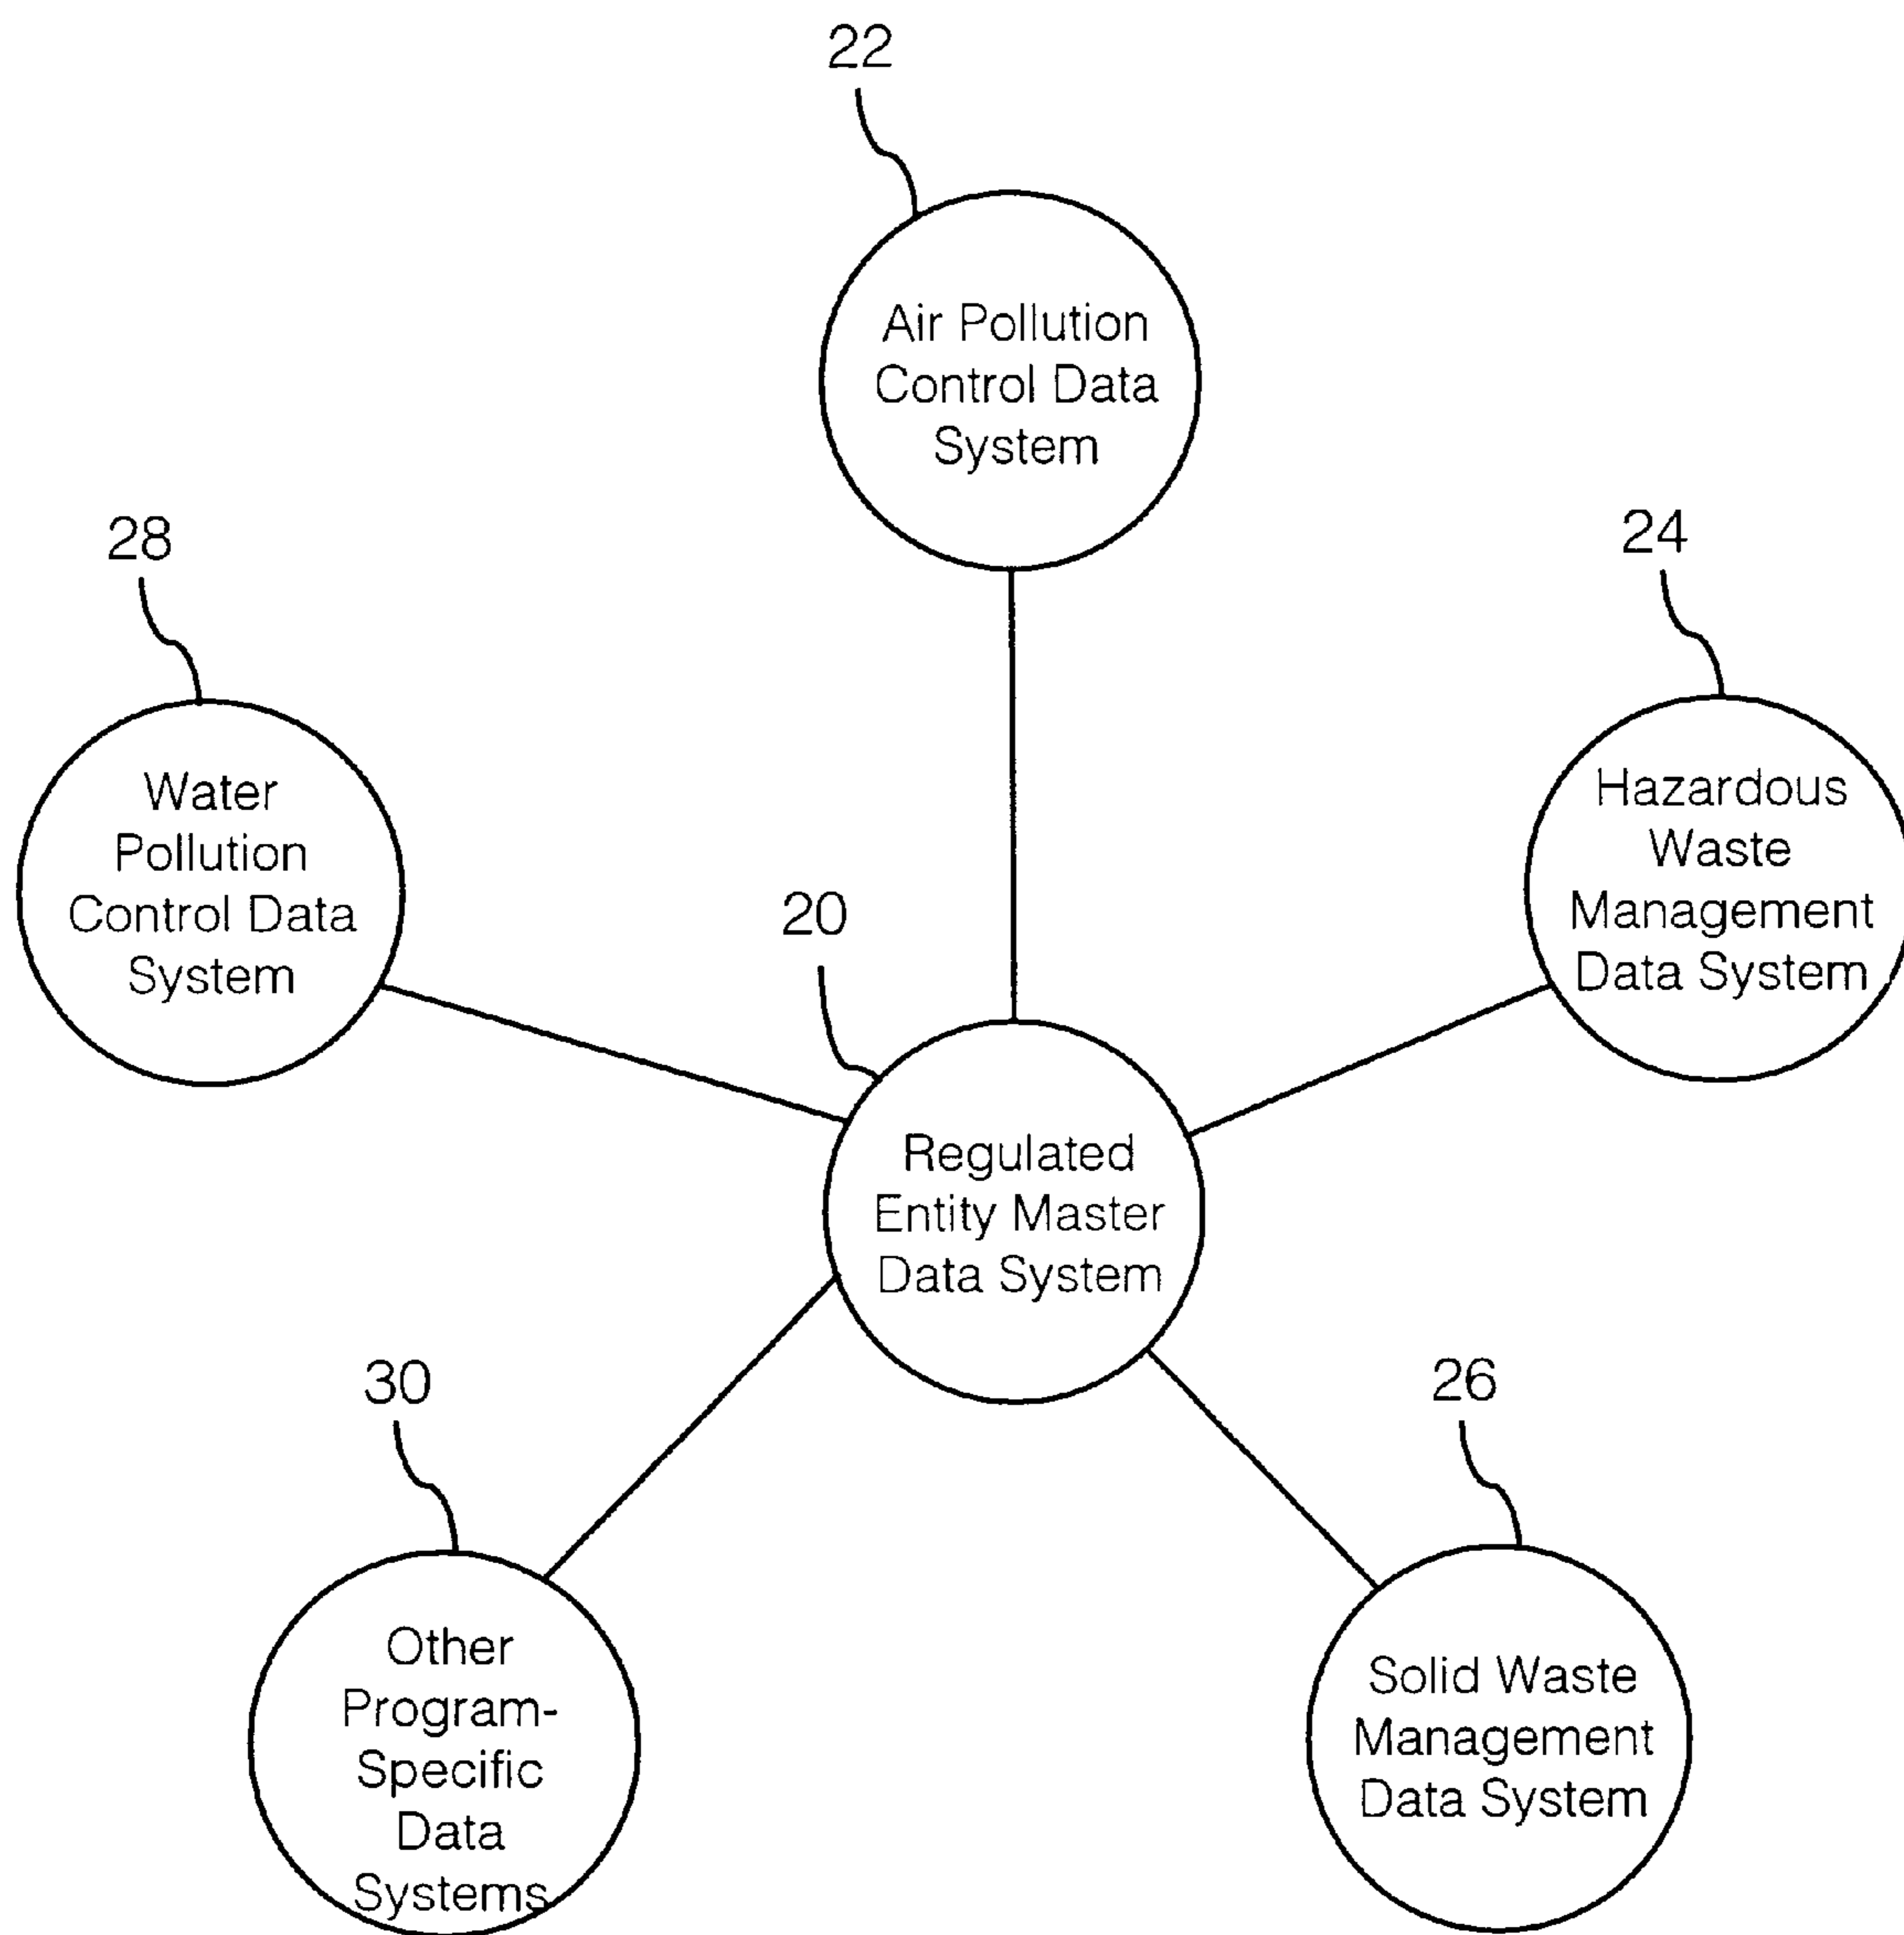 22
Air Pollution
Control Data
System
28
Water
Pollution
Control Data
System
24
Hazardous
Waste
Management
Data System
20
Regulated
Entity Master
Data System
30
Other
Program-
Specific
Data
Systems
26
Solid Waste
Management
Data System